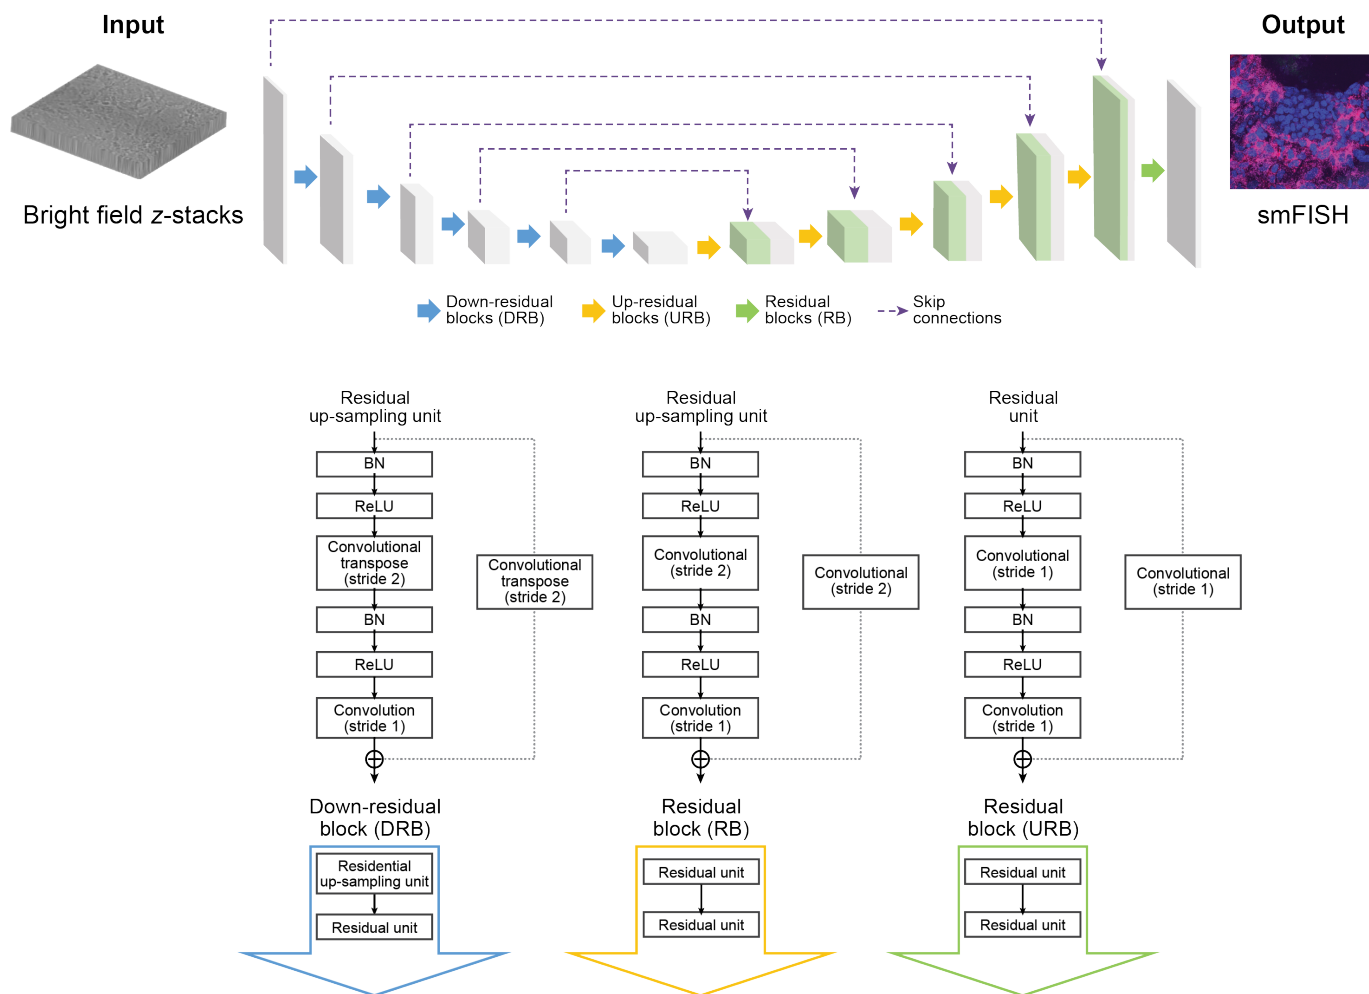 Input
Output
Bright field z-stacks
smFISH
Down-residual
blocks (DRB)
Up-residual
blocks (URB)
Residual
blocks (RB)
Skip
connections
Residual
up-sampling unit
BN
ReLU
Convolutional
transpose
(stride 2)
BN
ReLU
Convolution
(stride 1)
Convolutional
transpose
(stride 2)
Residual
up-sampling unit
BN
ReLU
Convolutional
(stride 2)
BN
ReLU
Convolution
(stride 1)
Convolutional
(stride 2)
Residual
unit
BN
ReLU
Convolutional
(stride 1)
BN
ReLU
Convolution
(stride 1)
Convolutional
(stride 1)
Down-residual
block (DRB)
Residential
up-sampling unit
Residual unit
Residual
block (RB)
Residual unit
Residual unit
Residual
block (URB)
Residual unit
Residual unit